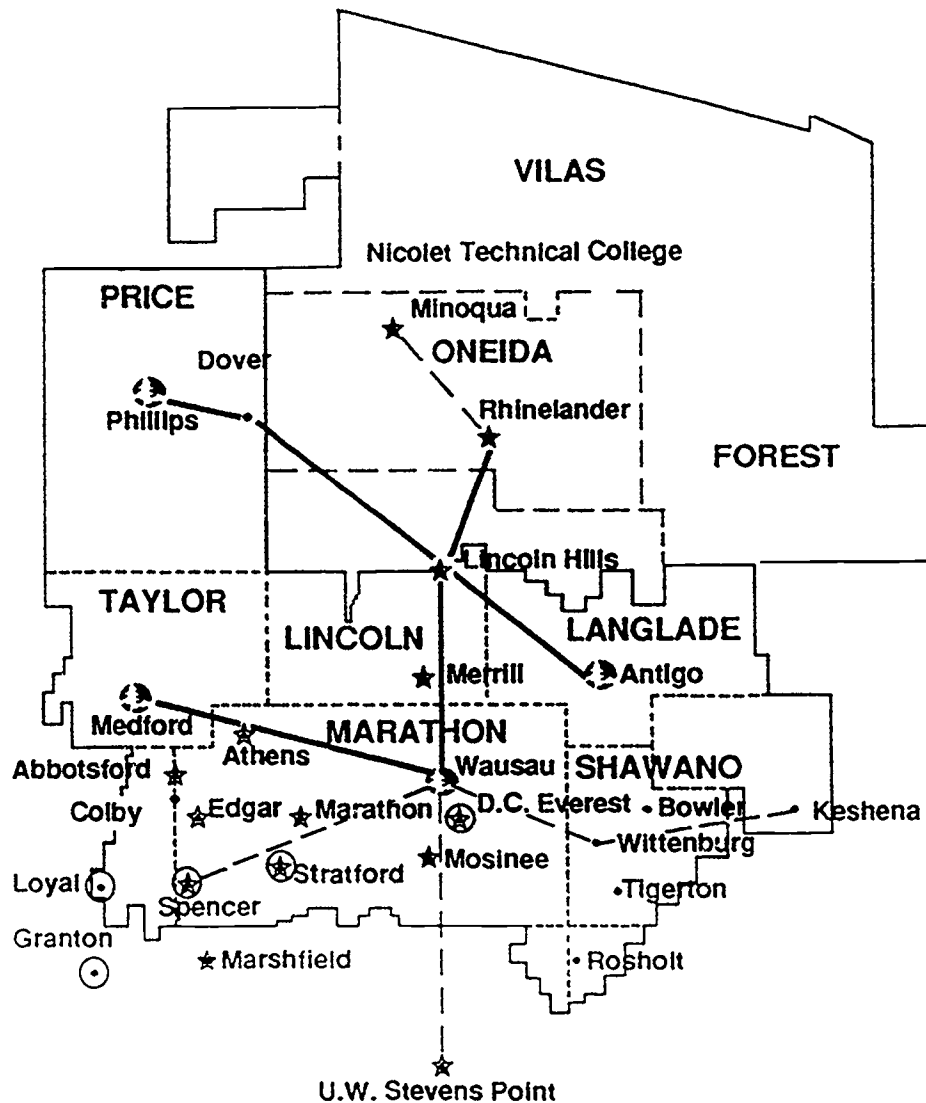 VILAS
Nicolet Technical College
PRICE
Minoqua
ONEIDA
Dover
Phillips
Rhinelander
FOREST
Lincoln Hills
TAYLOR
LINCOLN
LANGLADE
Merrill
Antigo
Medford
MARATHON
Athens
Wausau
SHAWANO
Abbotsford
Colby
Edgar
Marathon
D.C. Everest
Bowler
Keshena
Wittenburg
Mosinee
Stratford
Loyal
Spencer
Tigerton
Granton
Marshfield
Rosholt
U.W. Stevens Point